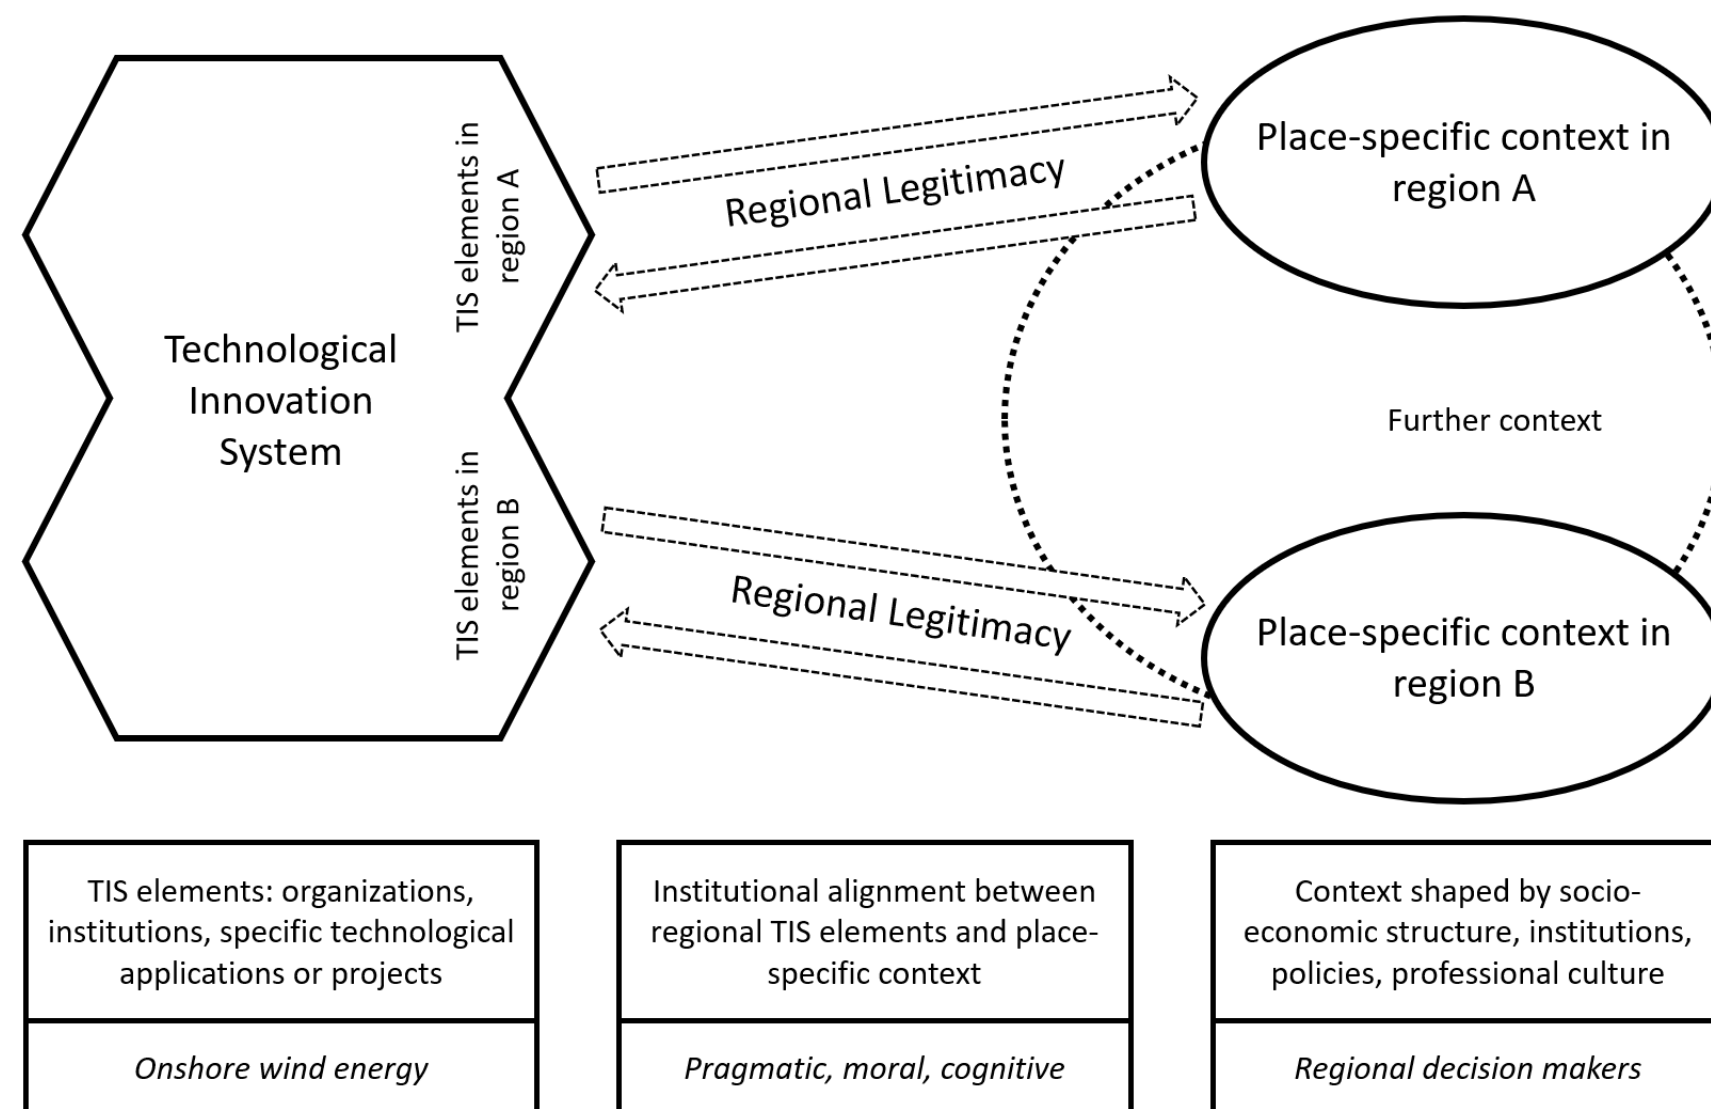 Technological
Innovation
System
TIS elements in
region A
TIS elements in
region B
Regional Legitimacy
Regional Legitimacy
Place-specific context in
region A
Further context
Place-specific context in
region B
TIS elements: organizations,
institutions, specific technological
applications or projects
Onshore wind energy
Institutional alignment between
regional TIS elements and place-
specific context
Pragmatic, moral, cognitive
Context shaped by socio-
economic structure, institutions,
policies, professional culture
Regional decision makers